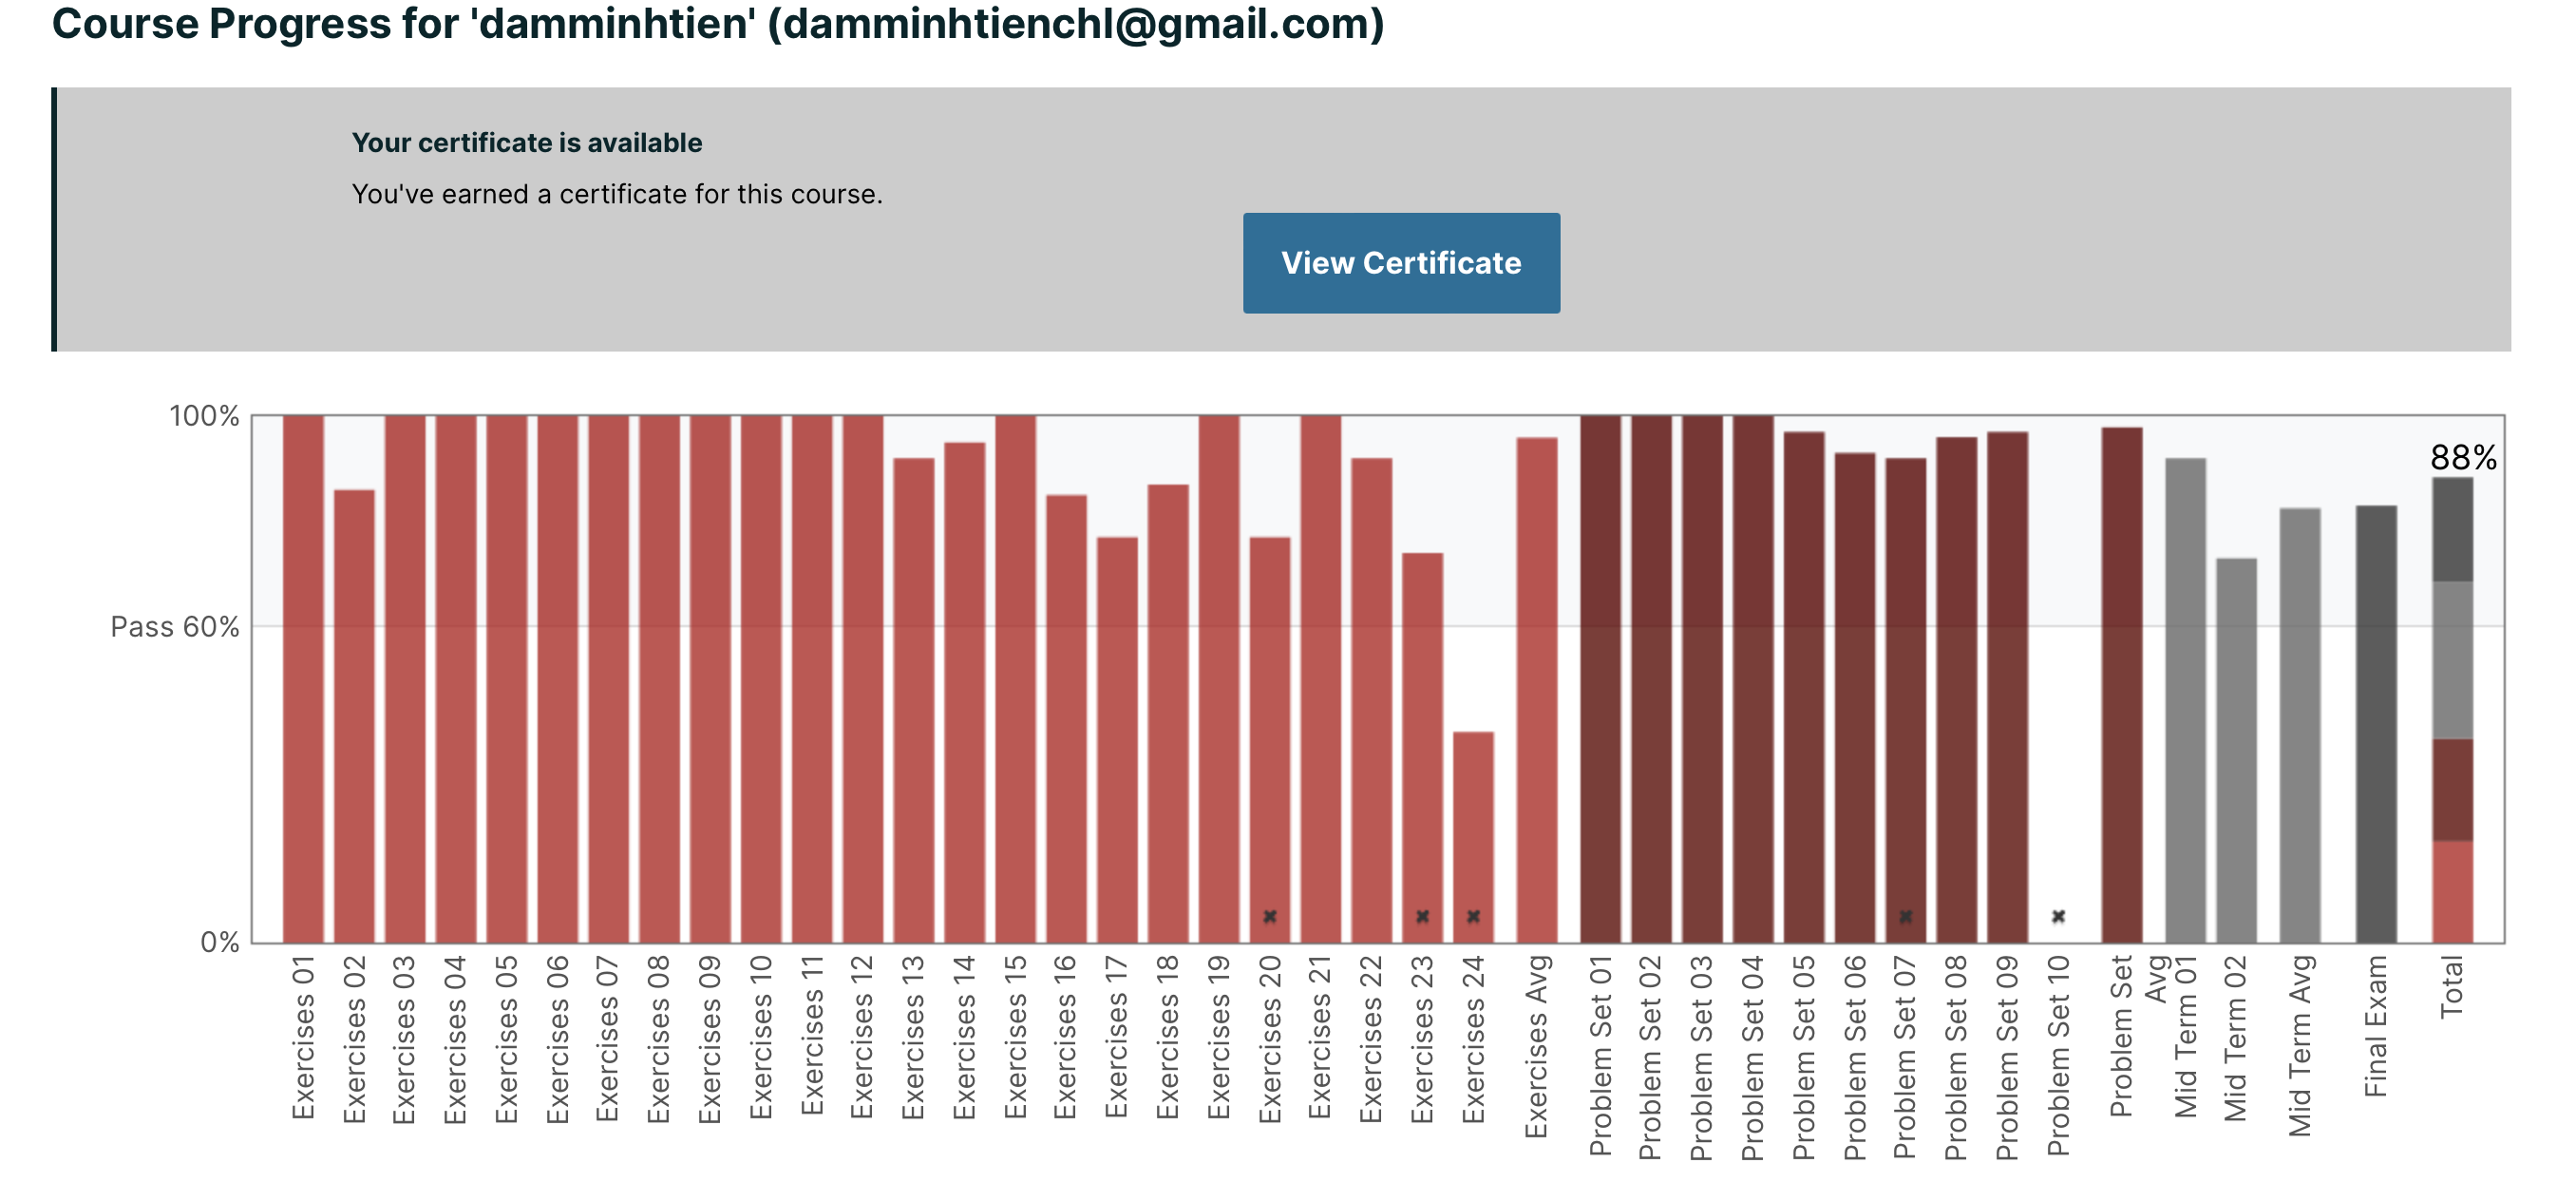 Course Progress for 'damminhtien' (damminhtienchl@gmail.com)
Your certificate is available
You've earned a certificate for this course.
View Certificate
100%
Pass 60%
0%
88%
Exercises 01
Exercises 02
Exercises 03
Exercises 04
Exercises 05
Exercises 06
Exercises 07
Exercises 08
Exercises 09
Exercises 10
Exercises 11
Exercises 12
Exercises 13
Exercises 14
Exercises 15
Exercises 16
Exercises 17
Exercises 18
Exercises 19
Exercises 20
Exercises 21
Exercises 22
Exercises 23
Exercises 24
Exercises Avg
Problem Set 01
Problem Set 02
Problem Set 03
Problem Set 04
Problem Set 05
Problem Set 06
Problem Set 07
Problem Set 08
Problem Set 09
Problem Set 10
Problem Set
Avg
Mid Term 01
Mid Term 02
Mid Term Avg
Final Exam
Total